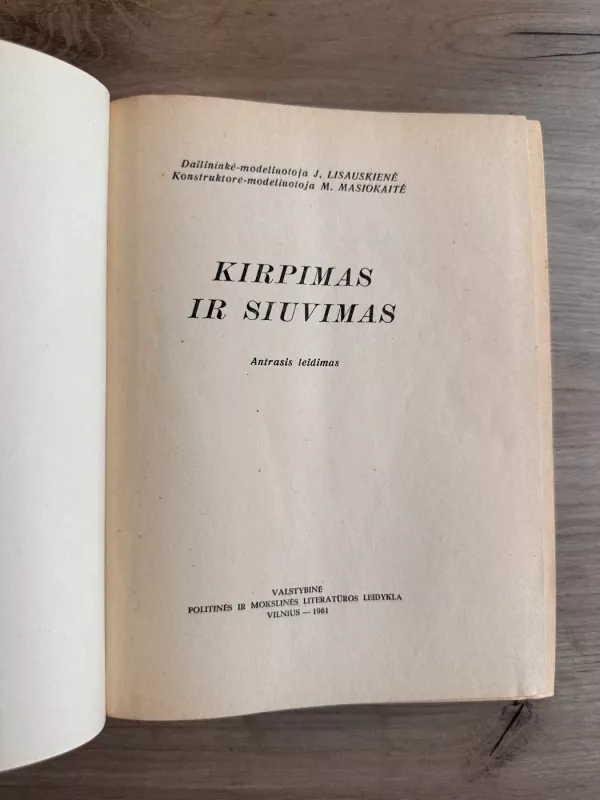 Dailininkė-modeliuotoja J. LISAUSKIENĖ
Konstruktorė-modeliuotoja M. MASIOKAITĖ
KIRPIMAS
IR SIUVIMAS
Antrasis leidimas
VALSTYBINĖ
POLITINĖS IR MOKSLINĖS LITERATŪROS LEIDYKLA
VILNIUS — 1961